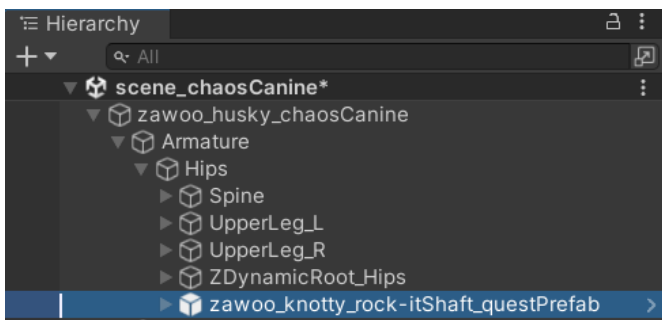 Hierarchy
All
scene_chaosCanine*
zawoo_husky_chaosCanine
Armature
Hips
Spine
UpperLeg_L
UpperLeg_R
ZDynamicRoot_Hips
zawoo_knotty_rock-itShaft_questPrefab